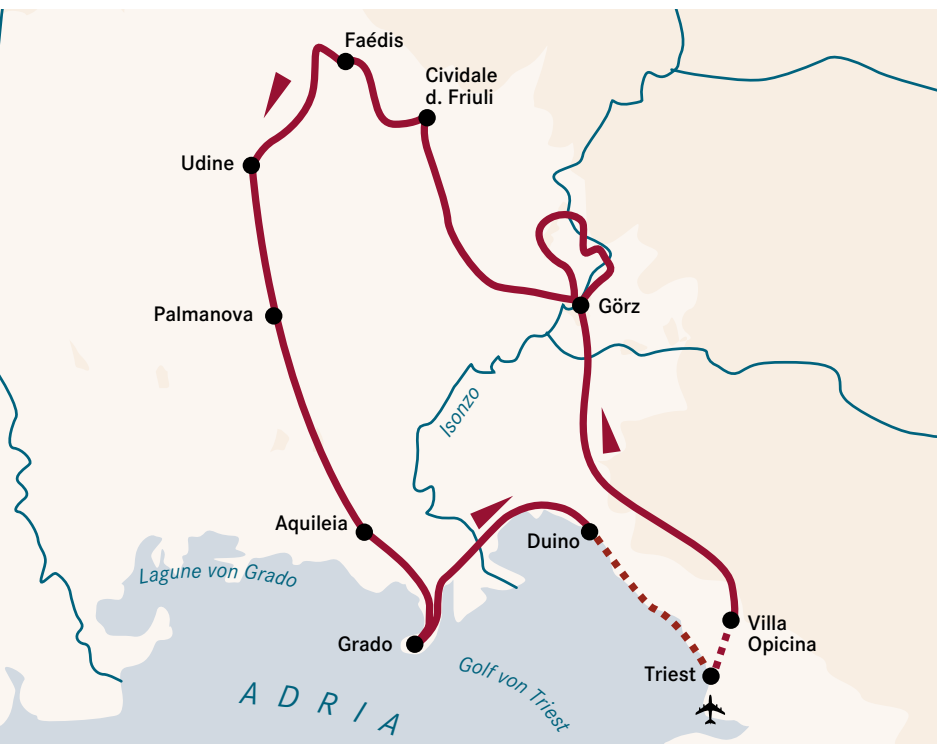 Faédis
Cividale
d. Friuli
Udine
Görz
Palmanova
Isonzo
Aquileia
Duino
Lagune von Grado
Grado
Villa
Opicina
Golf von Triest
Triest
ADRIA